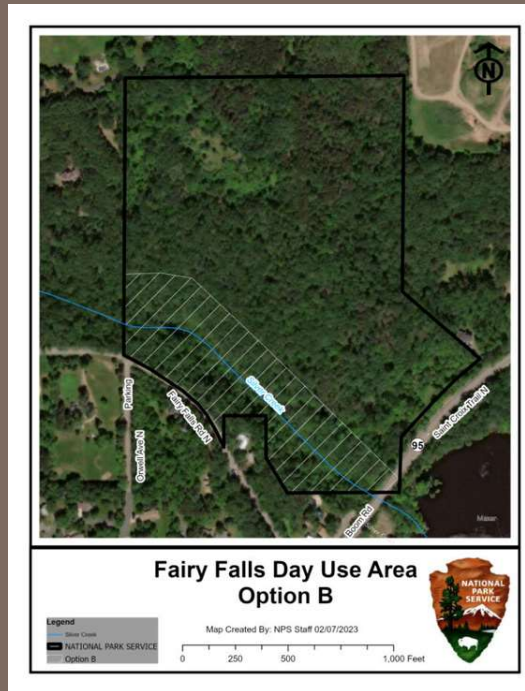 N
Silver Creek
Parking
Orwell Ave N
Fairy Falls Rd N
Saint Croix Trail N
95
Boom Rd
Maxar
Fairy Falls Day Use Area
Option B
Map Created By: NPS Staff 02/07/2023
Legend
Silver Creek
NATIONAL PARK SERVICE
Option B
0 250 500 1,000 Feet
NATIONAL
PARK
SERVICE